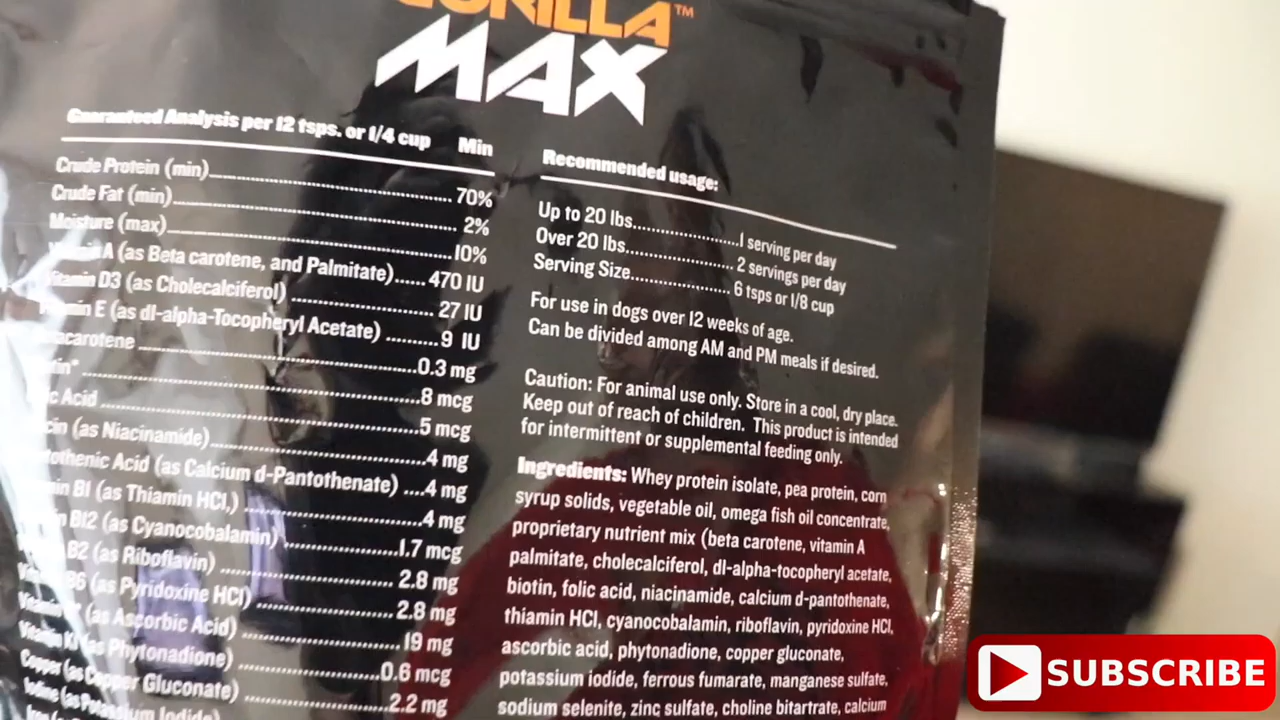 GORILLA™
MAX
Guaranteed Analysis per 12 tsps. or 1/4 cup Min
Crude Protein (min) 70%
Crude Fat (min) 2%
Moisture (max) 10%
A (as Beta carotene, and Palmitate) 470 IU
Vitamin D3 (as Cholecalciferol) 27 IU
E (as dl-alpha-Tocopheryl Acetate) 9 IU
0.3 mg
8 mcg
Acid 5 mcg
(as Niacinamide) 4 mg
Acid (as Calcium d-Pantothenate) 4 mg
B1 (as Thiamin HCl,) 4 mg
B12 (as Cyanocobalamin) 1.7 mcg
B2 (as Riboflavin) 2.8 mg
B6 (as Pyridoxine HCl) 2.8 mg
Vitamin (as Ascorbic Acid) 19 mg
Vitamin K1 (as Phytonadione) 0.6 mcg
Copper (as Copper Gluconate) 2.2 mg
Iodine (as Potassium Iodide)
Recommended usage:
Up to 20 lbs. 1 serving per day
Over 20 lbs. 2 servings per day
Serving Size 6 tsps or 1/8 cup
For use in dogs over 12 weeks of age.
Can be divided among AM and PM meals if desired.
Caution: For animal use only. Store in a cool, dry place.
Keep out of reach of children. This product is intended
for intermittent or supplemental feeding only.
Ingredients: Whey protein isolate, pea protein, corn
syrup solids, vegetable oil, omega fish oil concentrate,
proprietary nutrient mix (beta carotene, vitamin A
palmitate, cholecalciferol, dl-alpha-tocopheryl acetate,
biotin, folic acid, niacinamide, calcium d-pantothenate,
thiamin HCl, cyanocobalamin, riboflavin, pyridoxine HCl,
ascorbic acid, phytonadione, copper gluconate,
potassium iodide, ferrous fumarate, manganese sulfate,
sodium selenite, zinc sulfate, choline bitartrate, calcium
SUBSCRIBE